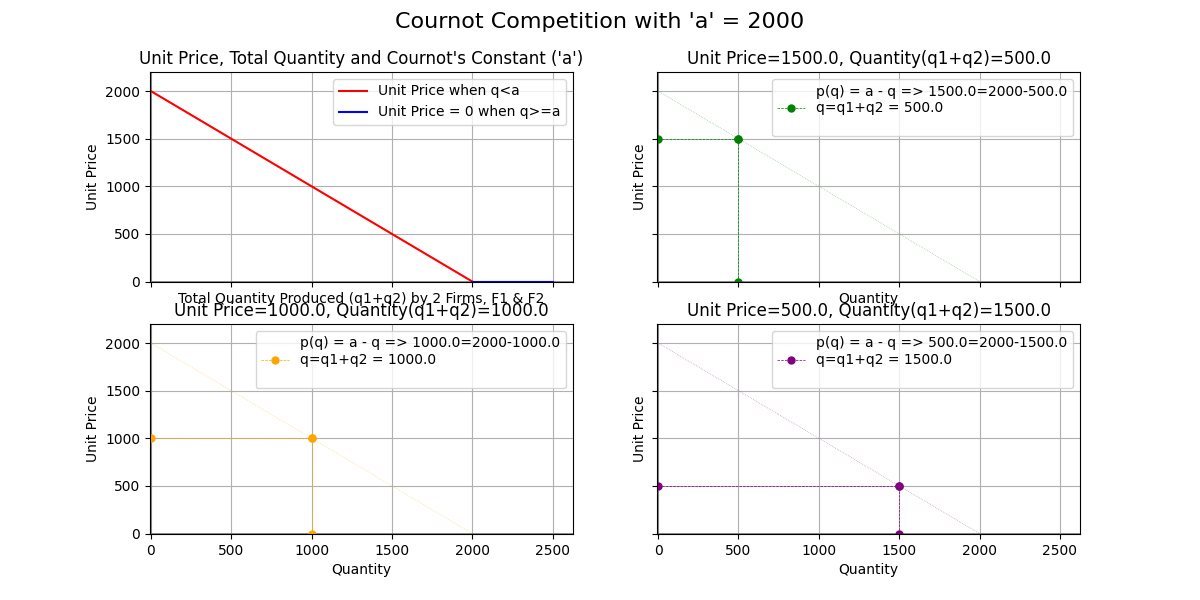 Cournot Competition with 'a' = 2000
Unit Price, Total Quantity and Cournot's Constant ('a')
Unit Price when q<a
Unit Price = 0 when q>=a
2000
1500
1000
500
0
Unit Price
Total Quantity Produced (q1+q2) by 2 Firms, F1 & F2
Unit Price=1500.0, Quantity(q1+q2)=500.0
p(q) = a - q => 1500.0=2000-500.0
q=q1+q2 = 500.0
Unit Price
Quantity
Unit Price=1000.0, Quantity(q1+q2)=1000.0
p(q) = a - q => 1000.0=2000-1000.0
q=q1+q2 = 1000.0
2000
1500
1000
500
0
Unit Price
0 500 1000 1500 2000 2500
Quantity
Unit Price=500.0, Quantity(q1+q2)=1500.0
p(q) = a - q => 500.0=2000-1500.0
q=q1+q2 = 1500.0
Unit Price
0 500 1000 1500 2000 2500
Quantity